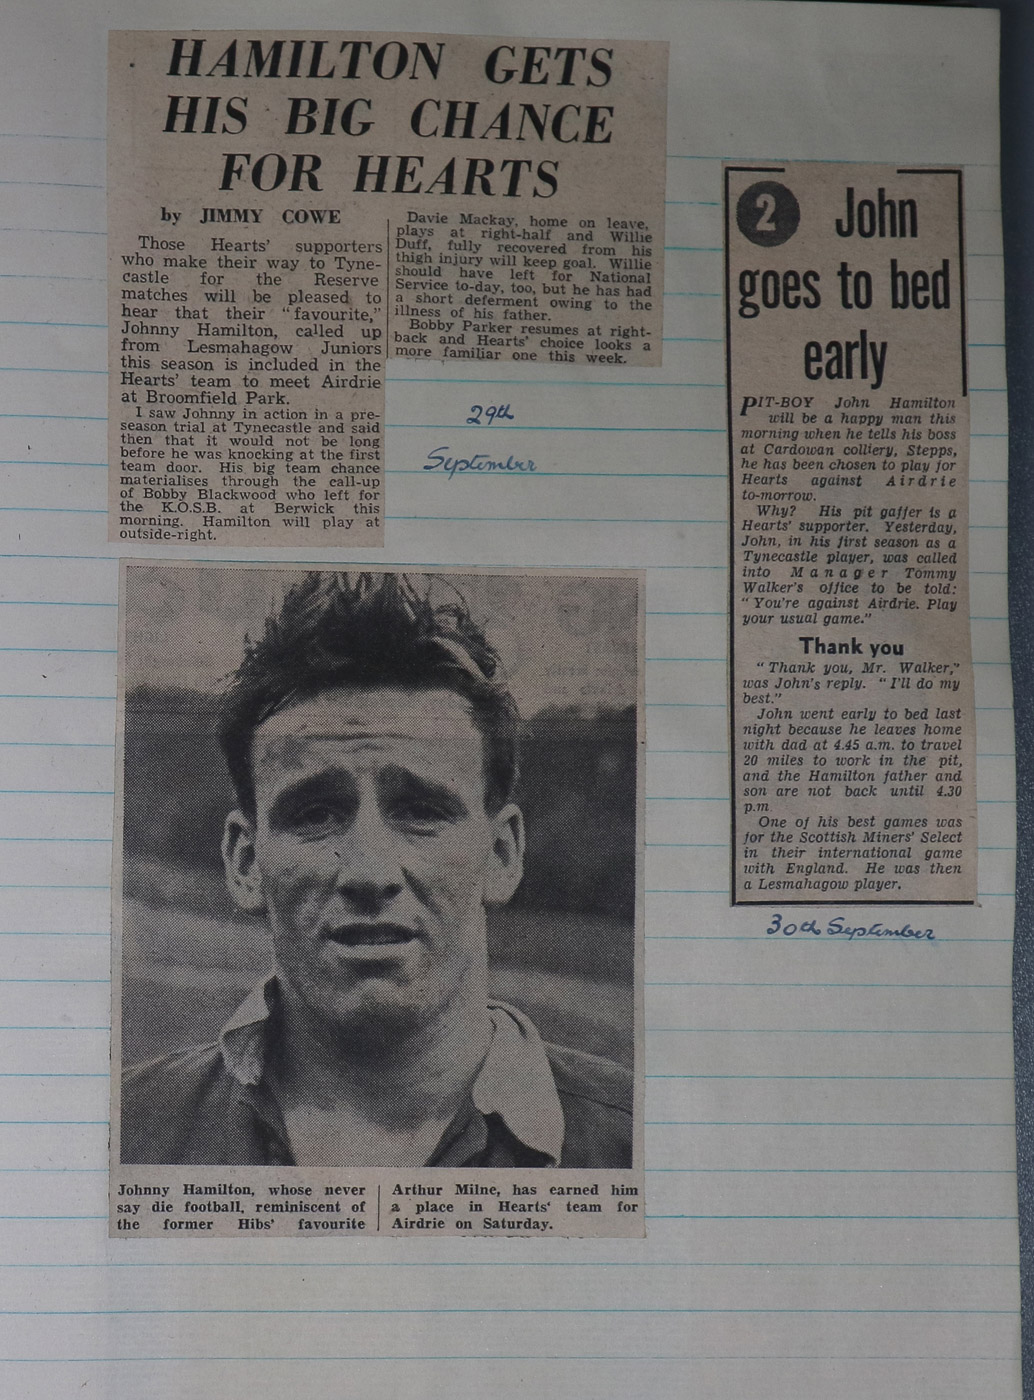 HAMILTON GETS
HIS BIG CHANCE
FOR HEARTS
by JIMMY COWE
Those Hearts' supporters
who make their way to Tyne-
castle for the Reserve
matches will be pleased to
hear that their "favourite,"
Johnny Hamilton, called up
from Lesmahagow Juniors
this season is included in the
Hearts' team to meet Airdrie
at Broomfield Park.
I saw Johnny in action in a pre-
season trial at Tynecastle and said
then that it would not be long
before he was knocking at the first
team door. His big team chance
materialises through the call-up
of Bobby Blackwood who left for
the K.O.S.B. at Berwick this
morning. Hamilton will play at
outside-right.
Davie Mackay, home on leave,
plays at right-half and Willie
Duff, fully recovered from his
thigh injury will keep goal. Willie
should have left for National
Service to-day, too, but he has had
a short deferment owing to the
illness of his father.
Bobby Parker resumes at right-
back and Hearts' choice looks a
more familiar one this week.
29th
September
Johnny Hamilton, whose never
say die football, reminiscent of
the former Hibs' favourite
Arthur Milne, has earned him
a place in Hearts' team for
Airdrie on Saturday.
2 John
goes to bed
early
PIT-BOY John Hamilton
will be a happy man this
morning when he tells his boss
at Cardowan colliery, Stepps,
he has been chosen to play for
Hearts against Airdrie
to-morrow.
Why? His pit gaffer is a
Hearts' supporter. Yesterday,
John, in his first season as a
Tynecastle player, was called
into Manager Tommy
Walker's office to be told:
"You're against Airdrie. Play
your usual game."
Thank you
"Thank you, Mr. Walker,"
was John's reply. "I'll do my
best."
John went early to bed last
night because he leaves home
with dad at 4.45 a.m. to travel
20 miles to work in the pit,
and the Hamilton father and
son are not back until 4.30
p.m
One of his best games was
for the Scottish Miners' Select
in their international game
with England. He was then
a Lesmahagow player.
30th September